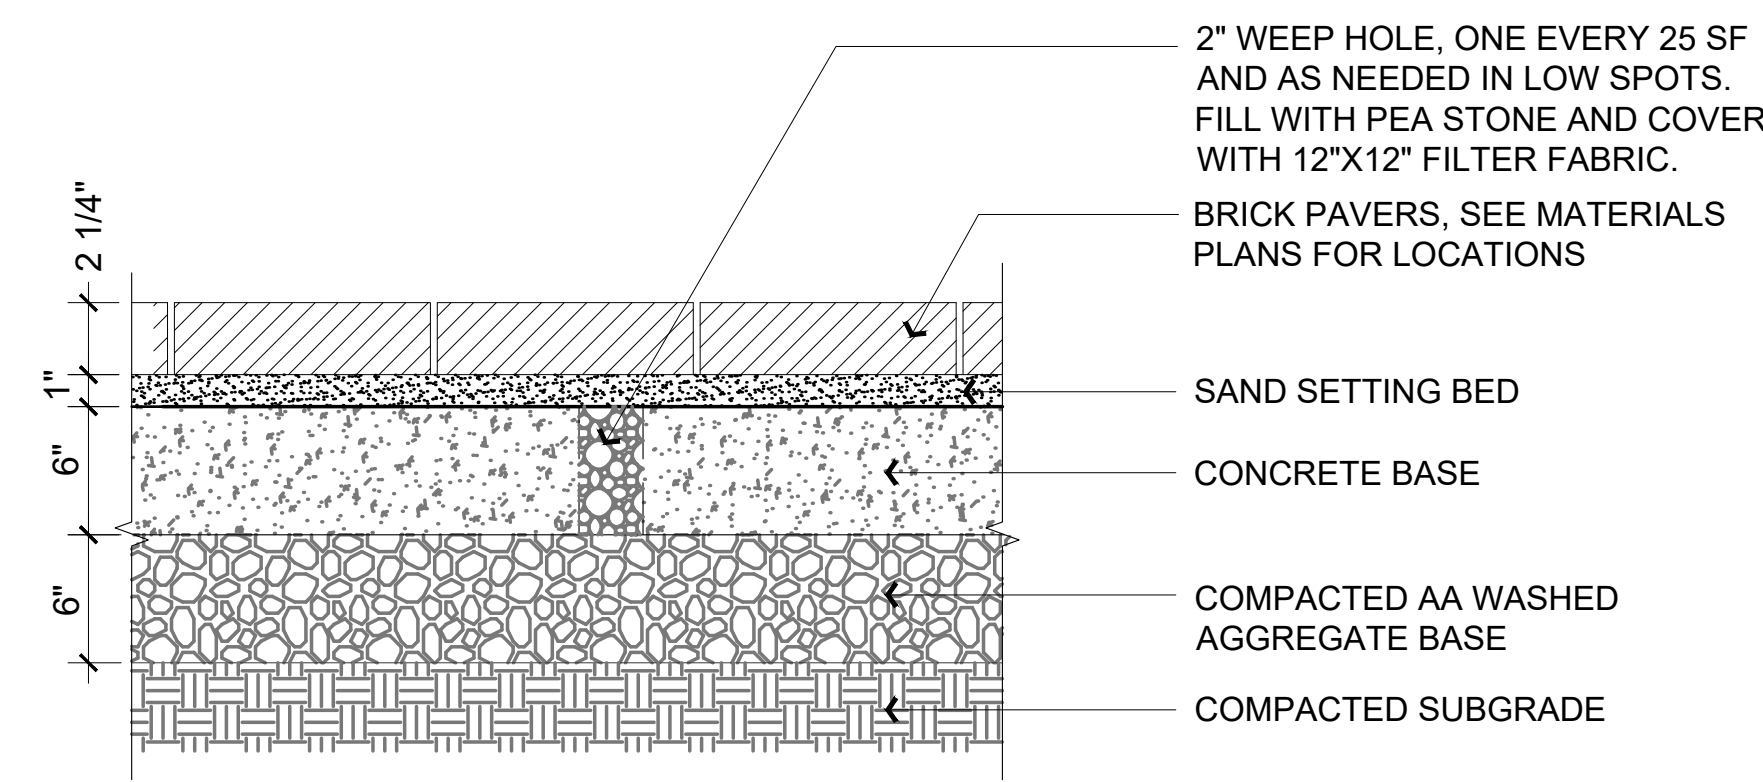 2" WEEP HOLE, ONE EVERY 25 SF
AND AS NEEDED IN LOW SPOTS.
FILL WITH PEA STONE AND COVER
WITH 12"X12" FILTER FABRIC.
BRICK PAVERS, SEE MATERIALS
PLANS FOR LOCATIONS
2 1/4"
1"
SAND SETTING BED
6"
CONCRETE BASE
6"
COMPACTED AA WASHED
AGGREGATE BASE
COMPACTED SUBGRADE